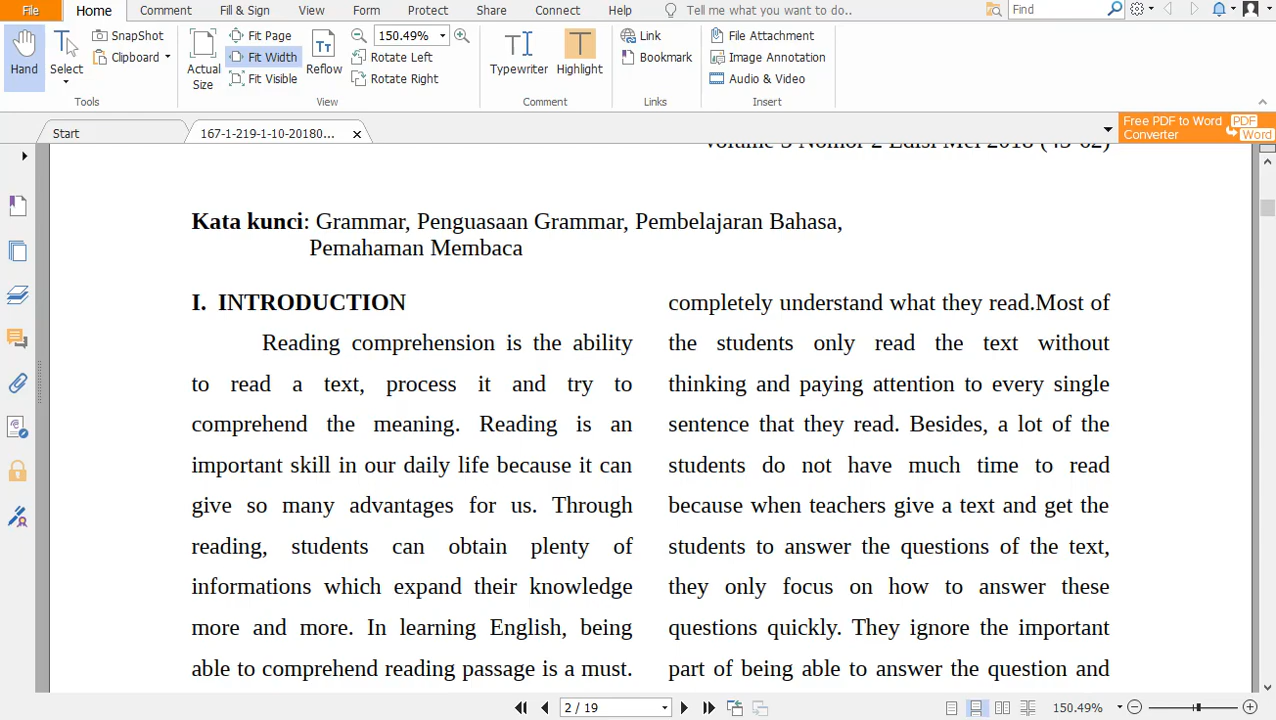 File Home Comment Fill & Sign View Form Protect Share Connect Help Tell me what you want to do.. Find
Hand
Select
SnapShot
Clipboard
Tools
Actual Size
Fit Page
Fit Width
Fit Visible
Reflow
150.49%
Rotate Left
Rotate Right
View
Typewriter
Highlight
Comment
Link
Bookmark
Links
File Attachment
Image Annotation
Audio & Video
Insert
Start
167-1-219-1-10-20180...
Free PDF to Word Converter
PDF
Word
Volume 3 Nomor 2 Edisi Mei 2018 (45-62)
Kata kunci: Grammar, Penguasaan Grammar, Pembelajaran Bahasa,
Pemahaman Membaca
I. INTRODUCTION
Reading comprehension is the ability
to read a text, process it and try to
comprehend the meaning. Reading is an
important skill in our daily life because it can
give so many advantages for us. Through
reading, students can obtain plenty of
informations which expand their knowledge
more and more. In learning English, being
able to comprehend reading passage is a must.
completely understand what they read.Most of
the students only read the text without
thinking and paying attention to every single
sentence that they read. Besides, a lot of the
students do not have much time to read
because when teachers give a text and get the
students to answer the questions of the text,
they only focus on how to answer these
questions quickly. They ignore the important
part of being able to answer the question and
2 / 19
150.49%